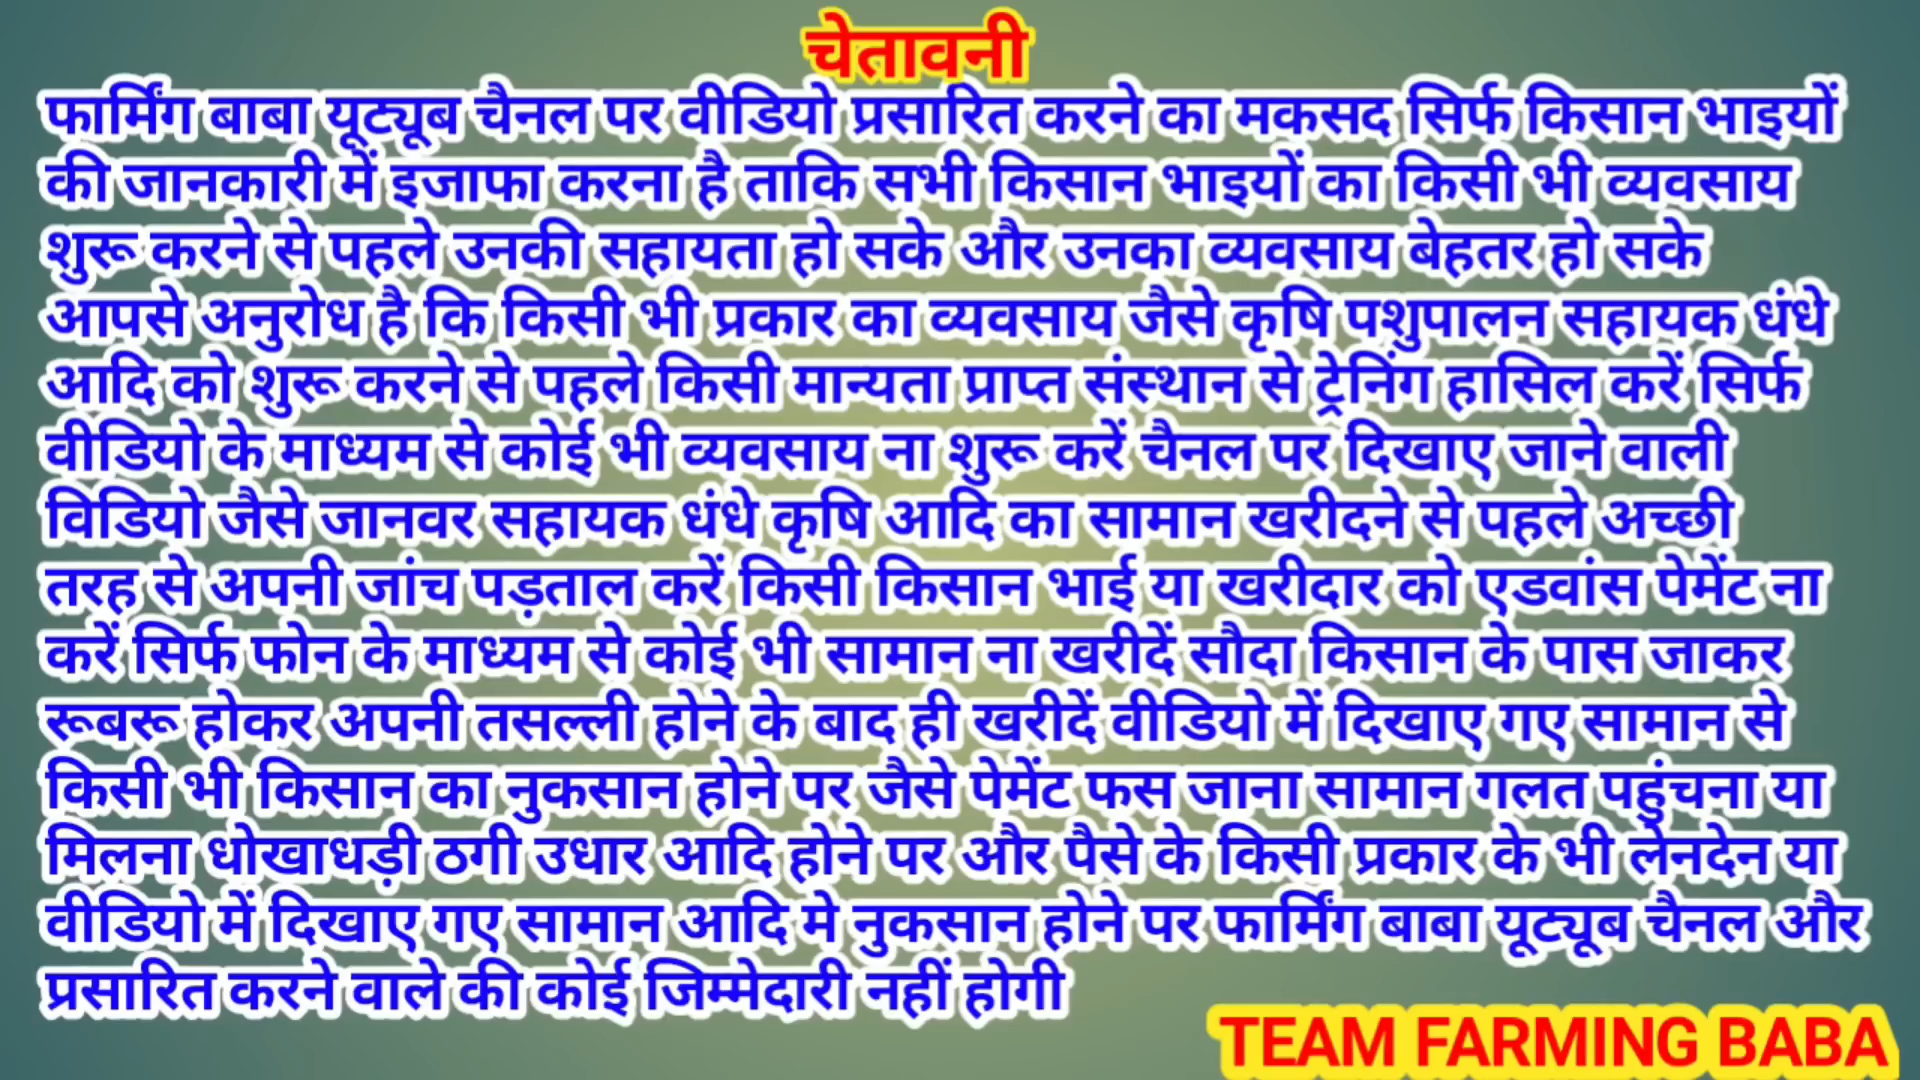 चेतावनी
फार्मिंग बाबा यूट्यूब चैनल पर वीडियो प्रसारित करने का मकसद सिर्फ किसान भाइयों
की जानकारी में इजाफा करना है ताकि सभी किसान भाइयों का किसी भी व्यवसाय
शुरू करने से पहले उनकी सहायता हो सके और उनका व्यवसाय बेहतर हो सके
आपसे अनुरोध है कि किसी भी प्रकार का व्यवसाय जैसे कृषि पशुपालन सहायक धंधे
आदि को शुरू करने से पहले किसी मान्यता प्राप्त संस्थान से ट्रेनिंग हासिल करें सिर्फ
वीडियो के माध्यम से कोई भी व्यवसाय ना शुरू करें चैनल पर दिखाए जाने वाली
विडियो जैसे जानवर सहायक धंधे कृषि आदि का सामान खरीदने से पहले अच्छी
तरह से अपनी जांच पड़ताल करें किसी किसान भाई या खरीदार को एडवांस पेमेंट ना
करें सिर्फ फोन के माध्यम से कोई भी सामान ना खरीदें सौदा किसान के पास जाकर
रूबरू होकर अपनी तसल्ली होने के बाद ही खरीदें वीडियो में दिखाए गए सामान से
किसी भी किसान का नुकसान होने पर जैसे पेमेंट फस जाना सामान गलत पहुंचना या
मिलना धोखाधड़ी ठगी उधार आदि होने पर और पैसे के किसी प्रकार के भी लेनदेन या
वीडियो में दिखाए गए सामान आदि मे नुकसान होने पर फार्मिंग बाबा यूट्यूब चैनल और
प्रसारित करने वाले की कोई जिम्मेदारी नहीं होगी
TEAM FARMING BABA